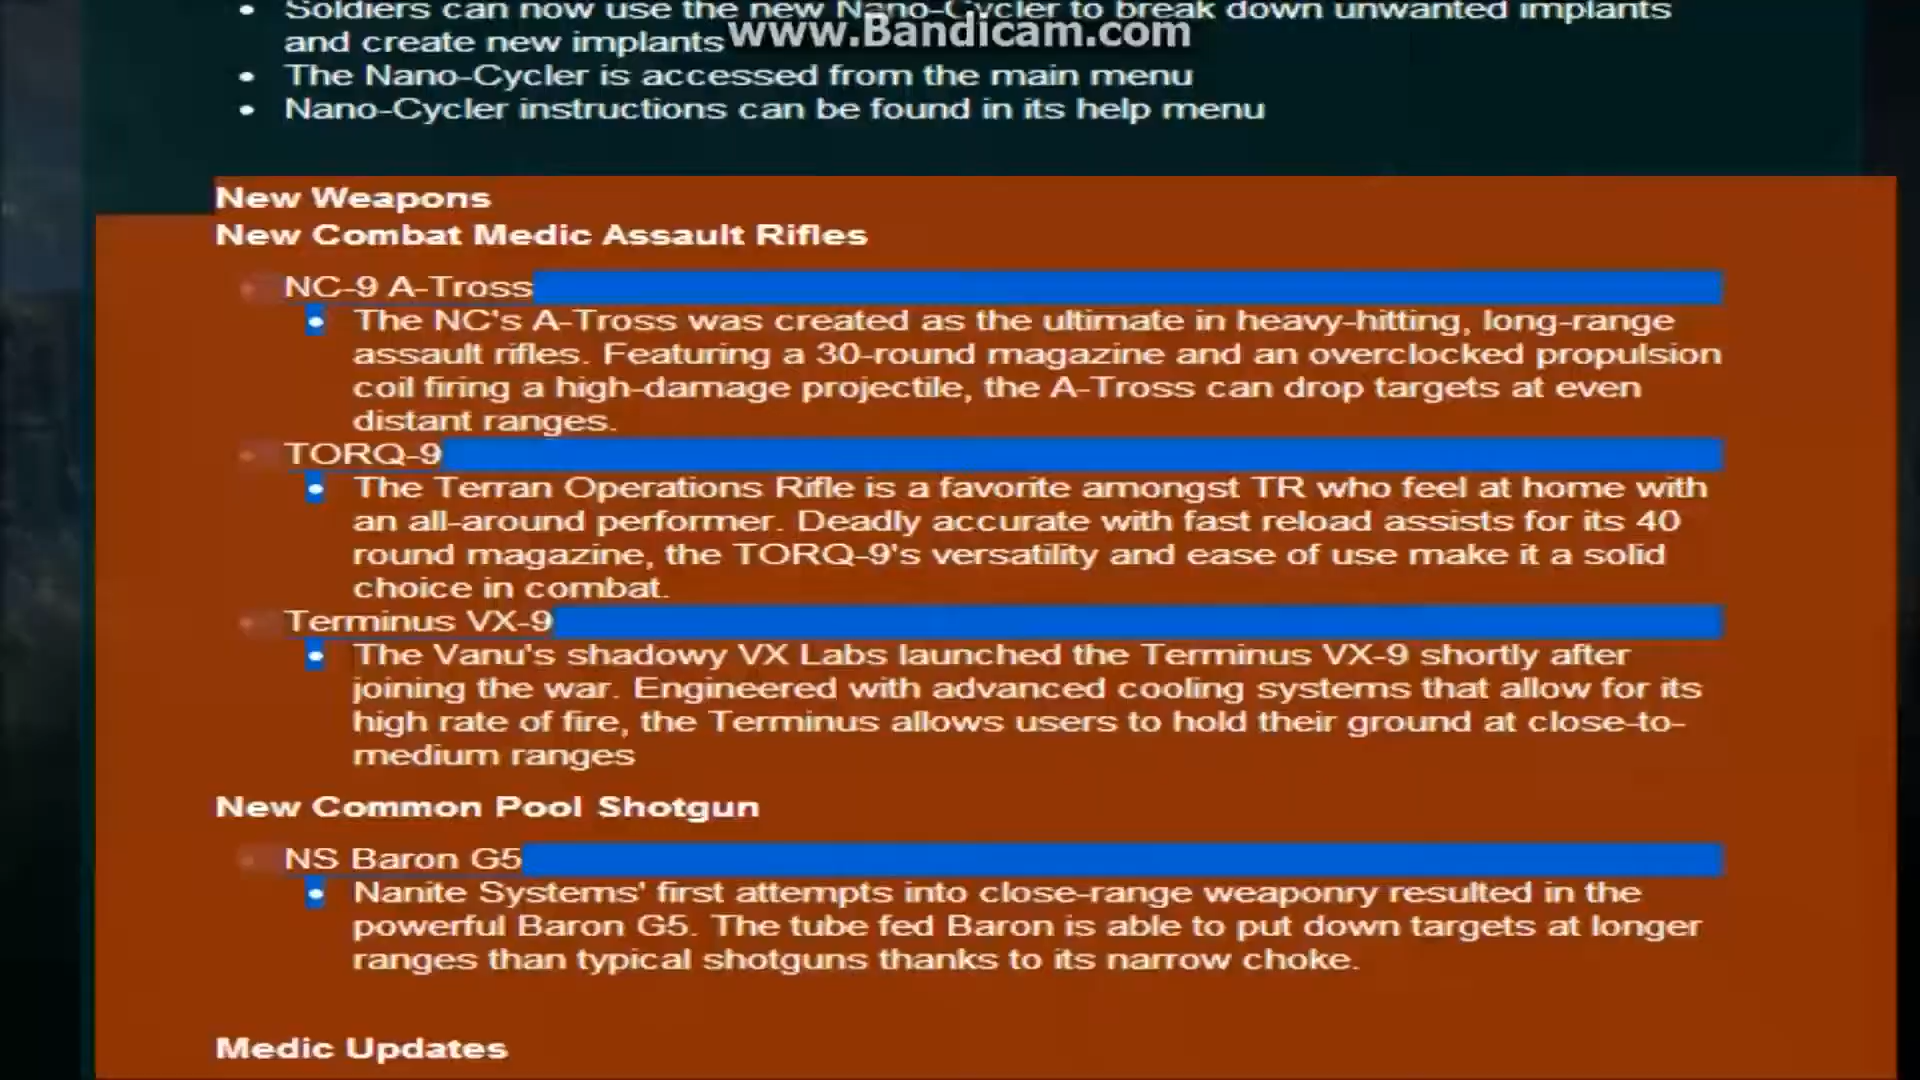 Soldiers can now use the new Nano-Cycler to break down unwanted implants
and create new implants
www.Bandicam.com
The Nano-Cycler is accessed from the main menu
Nano-Cycler instructions can be found in its help menu
New Weapons
New Combat Medic Assault Rifles
NC-9 A-Tross
The NC's A-Tross was created as the ultimate in heavy-hitting, long-range
assault rifles. Featuring a 30-round magazine and an overclocked propulsion
coil firing a high-damage projectile, the A-Tross can drop targets at even
distant ranges.
TORQ-9
The Terran Operations Rifle is a favorite amongst TR who feel at home with
an all-around performer. Deadly accurate with fast reload assists for its 40
round magazine, the TORQ-9's versatility and ease of use make it a solid
choice in combat.
Terminus VX-9
The Vanu's shadowy VX Labs launched the Terminus VX-9 shortly after
joining the war. Engineered with advanced cooling systems that allow for its
high rate of fire, the Terminus allows users to hold their ground at close-to-
medium ranges
New Common Pool Shotgun
NS Baron G5
Nanite Systems' first attempts into close-range weaponry resulted in the
powerful Baron G5. The tube fed Baron is able to put down targets at longer
ranges than typical shotguns thanks to its narrow choke.
Medic Updates